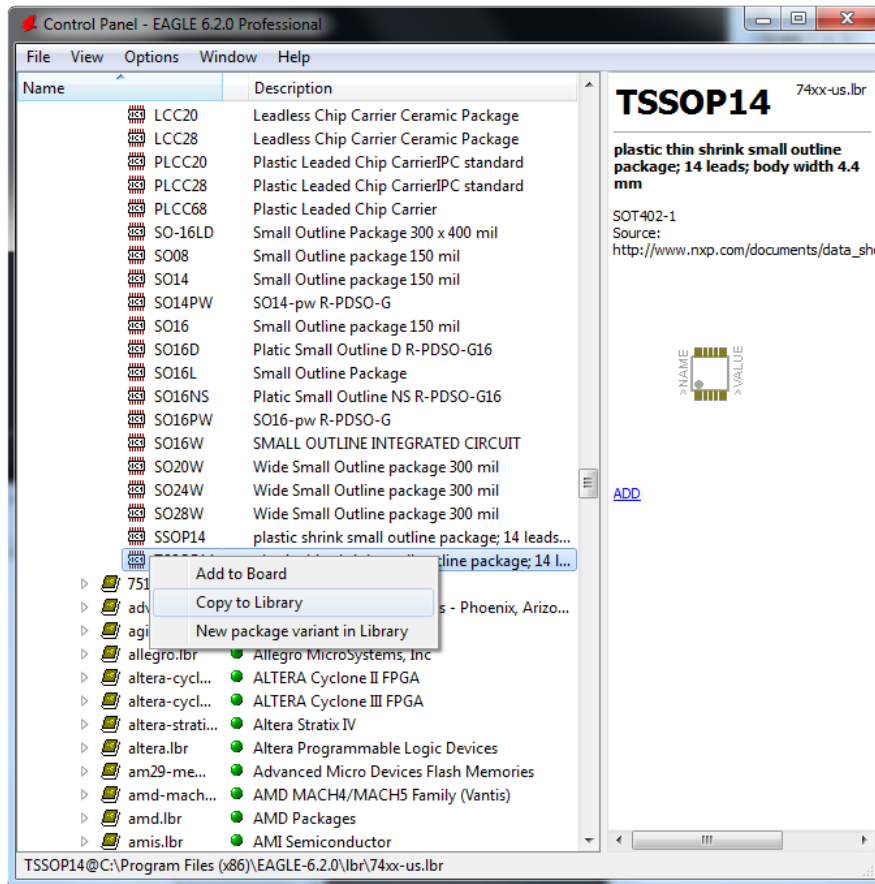 Control Panel - EAGLE 6.2.0 Professional
File View Options Window Help
Name Description
LCC20 Leadless Chip Carrier Ceramic Package
LCC28 Leadless Chip Carrier Ceramic Package
PLCC20 Plastic Leaded Chip CarrierIPC standard
PLCC28 Plastic Leaded Chip CarrierIPC standard
PLCC68 Plastic Leaded Chip Carrier
SO-16LD Small Outline Package 300 x 400 mil
SO08 Small Outline package 150 mil
SO14 Small Outline package 150 mil
SO14PW SO14-pw R-PDSO-G
SO16 Small Outline package 150 mil
SO16D Platic Small Outline D R-PDSO-G16
SO16L Small Outline Package
SO16NS Platic Small Outline NS R-PDSO-G16
SO16PW SO16-pw R-PDSO-G
SO16W SMALL OUTLINE INTEGRATED CIRCUIT
SO20W Wide Small Outline package 300 mil
SO24W Wide Small Outline package 300 mil
SO28W Wide Small Outline package 300 mil
SSOP14 plastic shrink small outline package; 14 leads...
package; 14 l...
Add to Board
Copy to Library
New package variant in Library
751
s - Phoenix, Arizo...
agi
allegro.lbr Allegro MicroSystems, Inc
altera-cycl... ALTERA Cyclone II FPGA
altera-cycl... ALTERA Cyclone III FPGA
altera-strati... Altera Stratix IV
altera.lbr Altera Programmable Logic Devices
am29-me... Advanced Micro Devices Flash Memories
amd-mach... AMD MACH4/MACH5 Family (Vantis)
amd.lbr AMD Packages
amis.lbr AMI Semiconductor
TSSOP14 74xx-us.lbr
plastic thin shrink small outline
package; 14 leads; body width 4.4
mm
SOT402-1
Source:
http://www.nxp.com/documents/data_sh
>NAME
>VALUE
ADD
TSSOP14@C:\Program Files (x86)\EAGLE-6.2.0\lbr\74xx-us.lbr